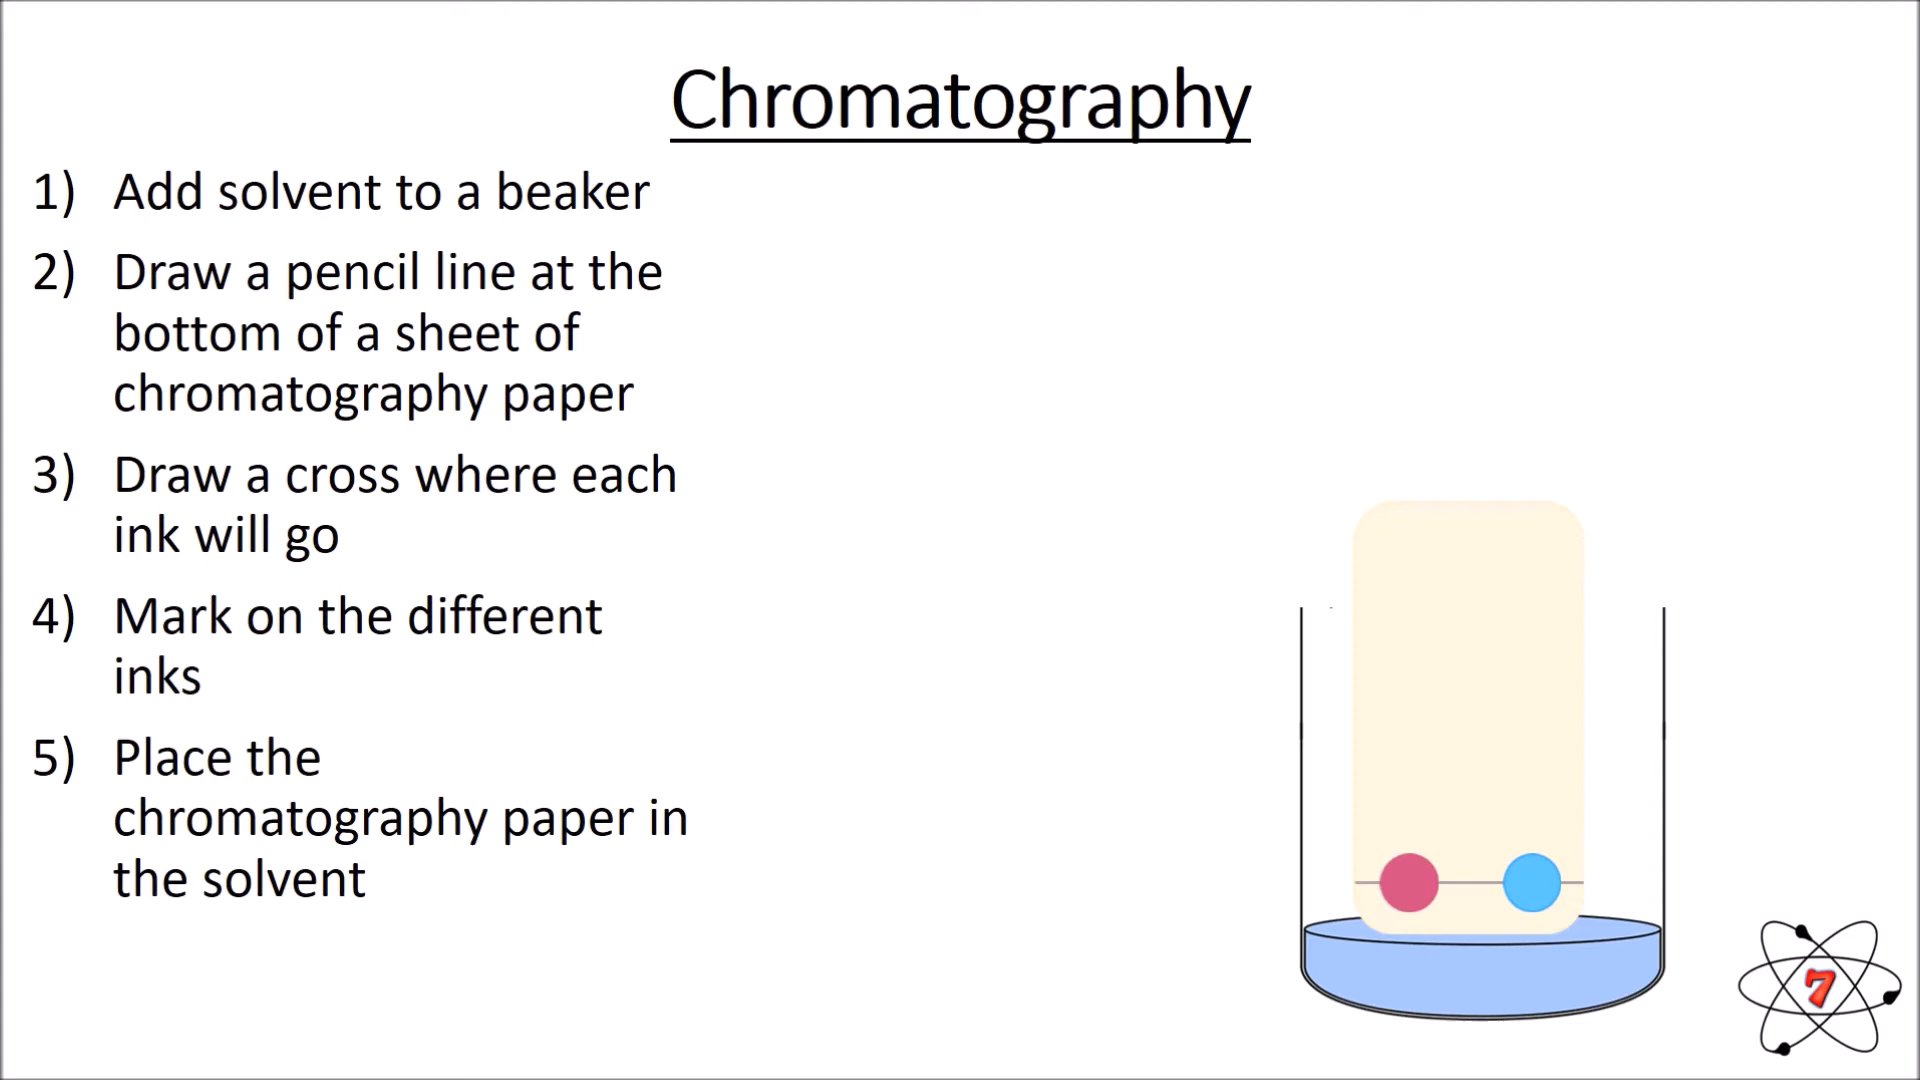 Chromatography
1) Add solvent to a beaker
2) Draw a pencil line at the
bottom of a sheet of
chromatography paper
3) Draw a cross where each
ink will go
4) Mark on the different
inks
5) Place the
chromatography paper in
the solvent
7